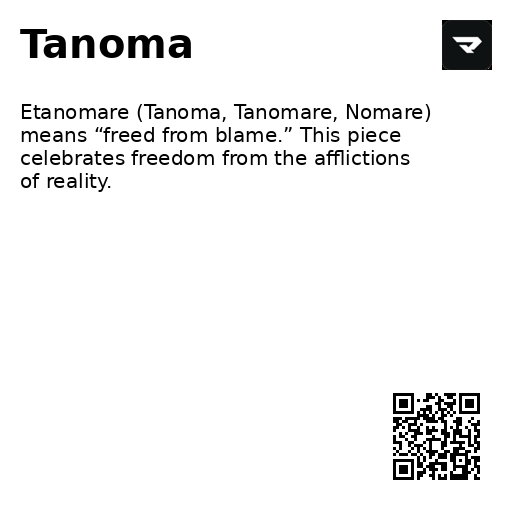 Tanoma
Etanomare (Tanoma, Tanomare, Nomare)
means “freed from blame.” This piece
celebrates freedom from the afflictions
of reality.